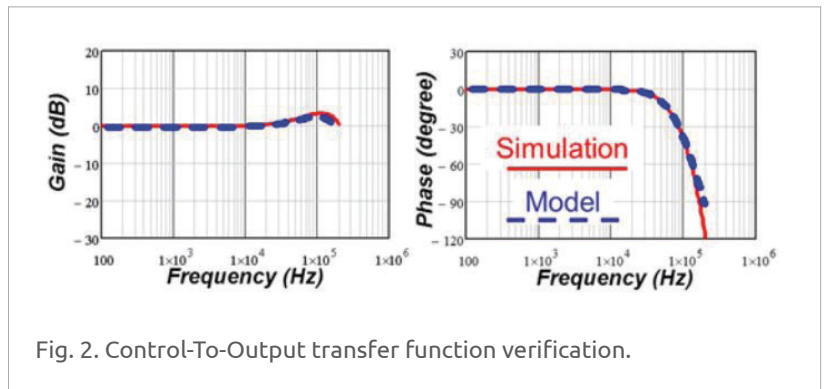 20
10
0
- 10
- 20
- 30
Gain (dB)
100 1×10³ 1×10⁴ 1×10⁵ 1×10⁶
Frequency (Hz)
30
0
- 30
- 60
- 90
- 120
Phase (degree)
Simulation
Model
100 1×10³ 1×10⁴ 1×10⁵ 1×10⁶
Frequency (Hz)
Fig. 2. Control-To-Output transfer function verification.